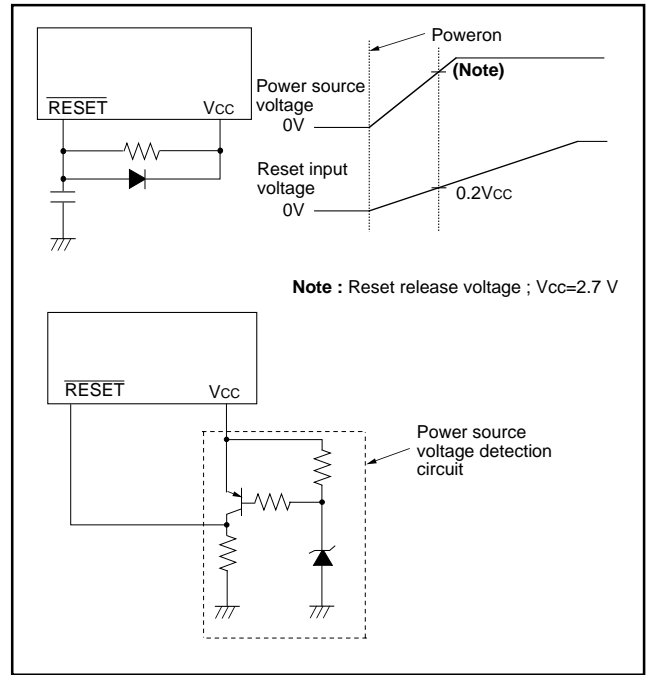 Poweron
(Note)
RESET
VCC
Power source
voltage
0V
Reset input
voltage
0V
0.2VCC
Note : Reset release voltage ; Vcc=2.7 V
RESET
VCC
Power source
voltage detection
circuit